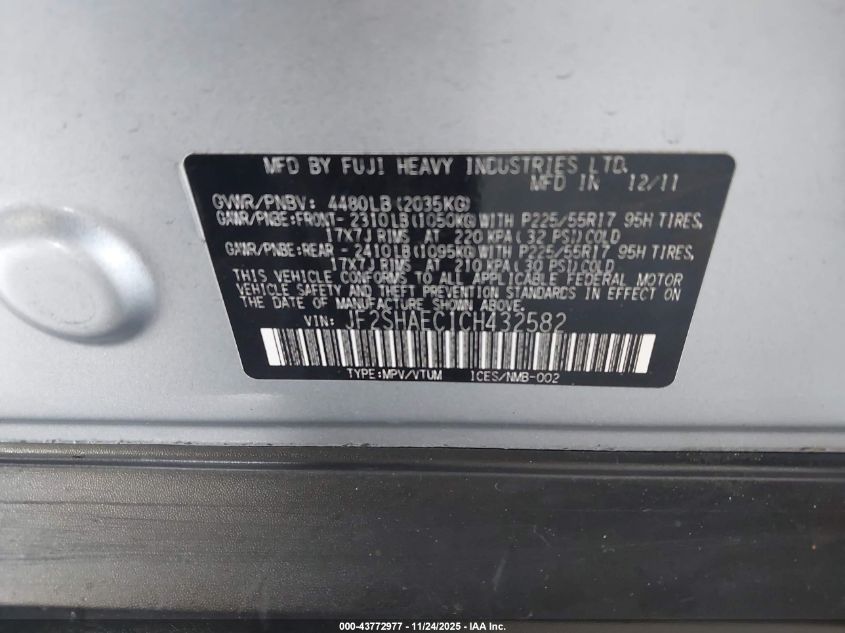 MFD BY FUJI HEAVY INDUSTRIES LTD.
MFD IN 12/11
GVWR/PNBV: 4480LB(2035KG)
GAWR/PNBE:FRONT- 2310LB(1050KG)WITH P225/55R17 95H TIRES,
17X7J RIMS AT 220KPA(32 PSI)COLD
GAWR/PNBE:REAR - 2410LB(1095KG)WITH P225/55R17 95H TIRES,
17X7J RIMS AT 210KPA(30 PSI)COLD
THIS VEHICLE CONFORMS TO ALL APPLICABLE FEDERAL MOTOR
VEHICLE SAFETY AND THEFT PREVENTION STANDARDS IN EFFECT ON
THE DATE OF MANUFACTURE SHOWN ABOVE.
VIN: JF2SHAEC1CH432582
TYPE:MPV/VTUM ICES/NMB-002
000-43772977 - 11/24/2025 - IAA Inc.